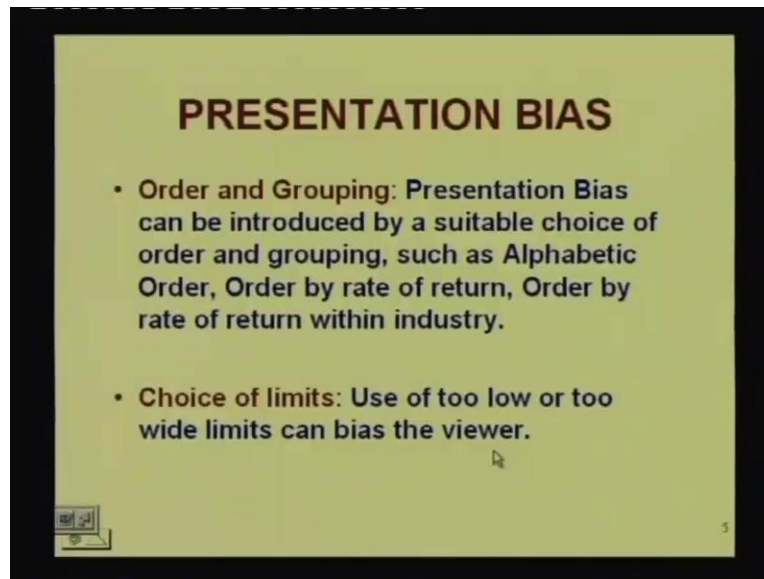 PRESENTATION BIAS
• Order and Grouping: Presentation Bias
can be introduced by a suitable choice of
order and grouping, such as Alphabetic
Order, Order by rate of return, Order by
rate of return within industry.
• Choice of limits: Use of too low or too
wide limits can bias the viewer.
5